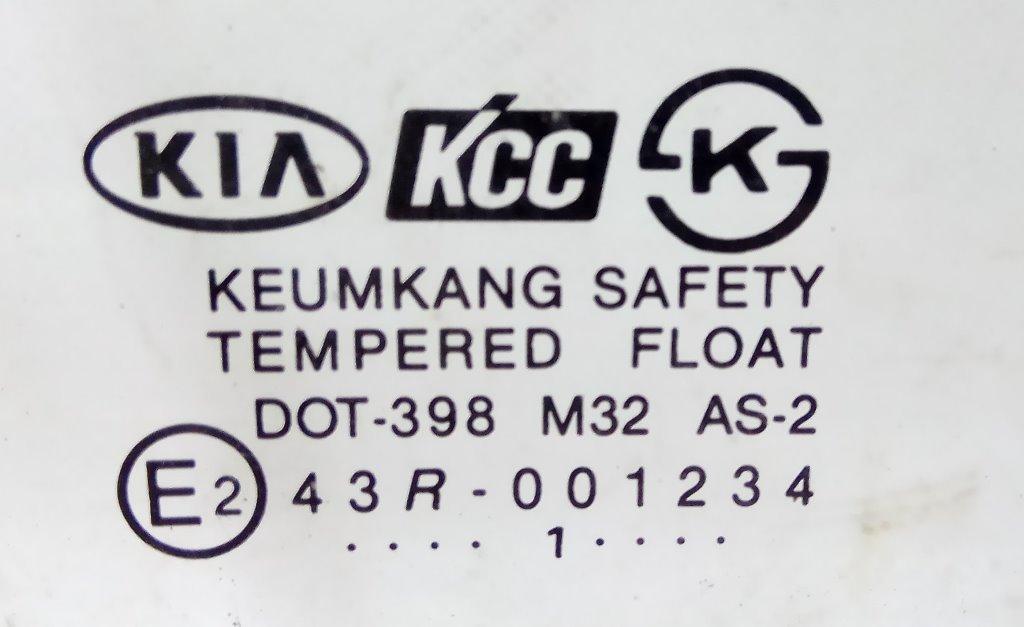 KIA KCC K
KEUMKANG SAFETY
TEMPERED FLOAT
DOT-398 M32 AS-2
E2 43R-001234
....1....